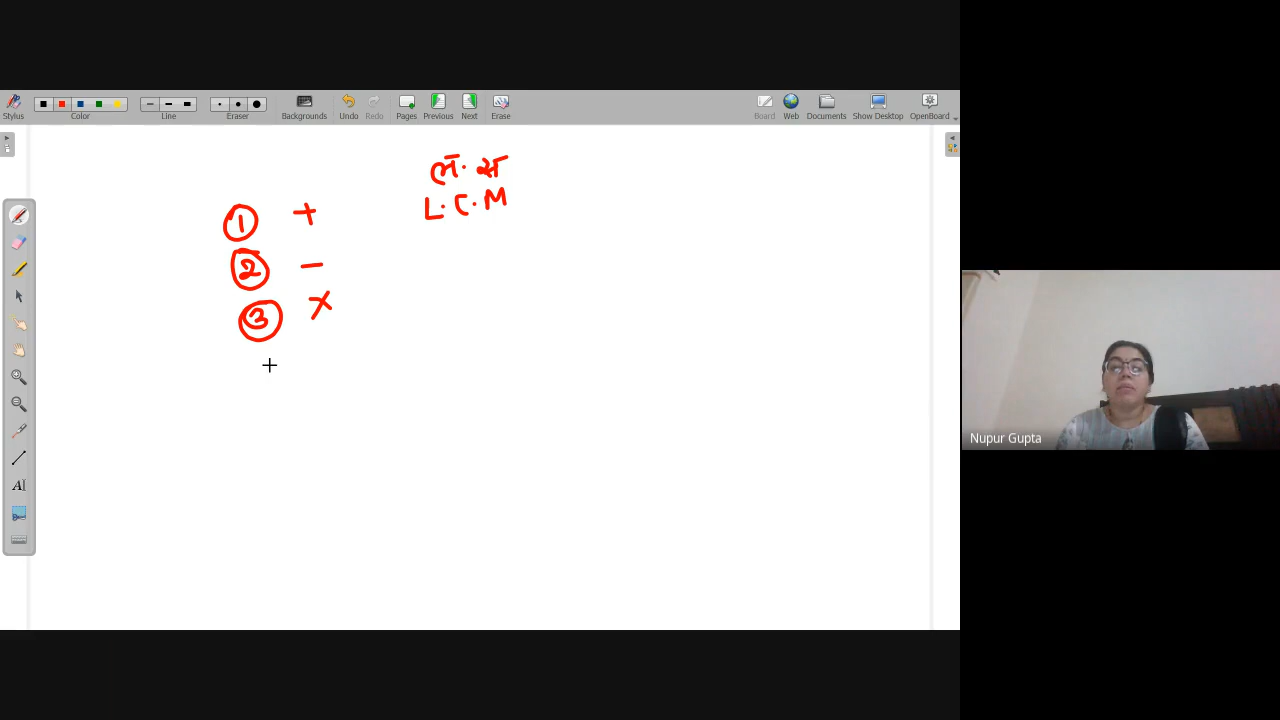 Stylus
Color
Line
Eraser
Backgrounds
Undo
Redo
Pages
Previous
Next
Erase
Board
Web
Documents
Show Desktop
OpenBoard
ल॰ स
L.C.M
① +
② −
③ ×
Nupur Gupta